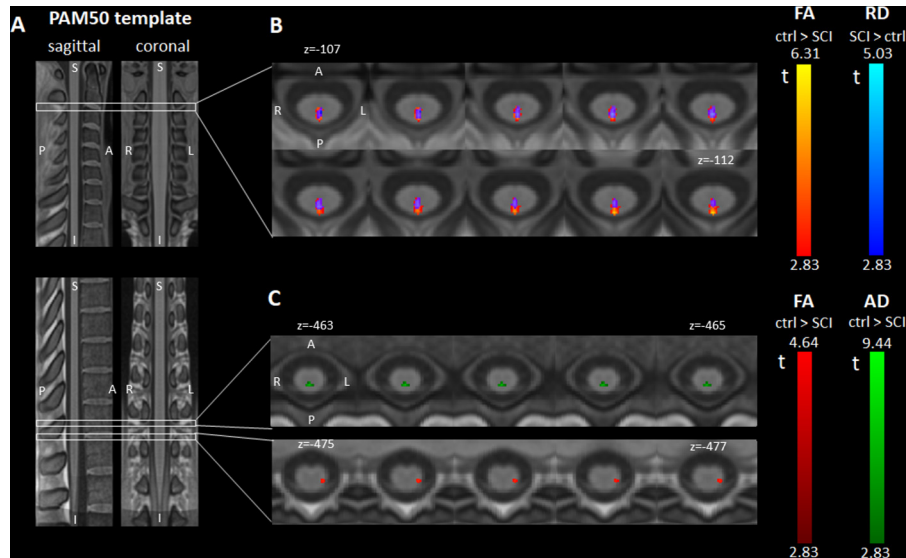 A
PAM50 template
sagittal
coronal
S
S
P
A
R
L
I
I
S
S
P
A
R
L
I
I
B
z=-107
A
R
L
P
z=-112
FA
RD
ctrl > SCI
SCI > ctrl
6.31
5.03
t
t
2.83
2.83
C
z=-463
z=-465
A
R
L
P
z=-475
z=-477
FA
AD
ctrl > SCI
ctrl > SCI
4.64
9.44
t
t
2.83
2.83